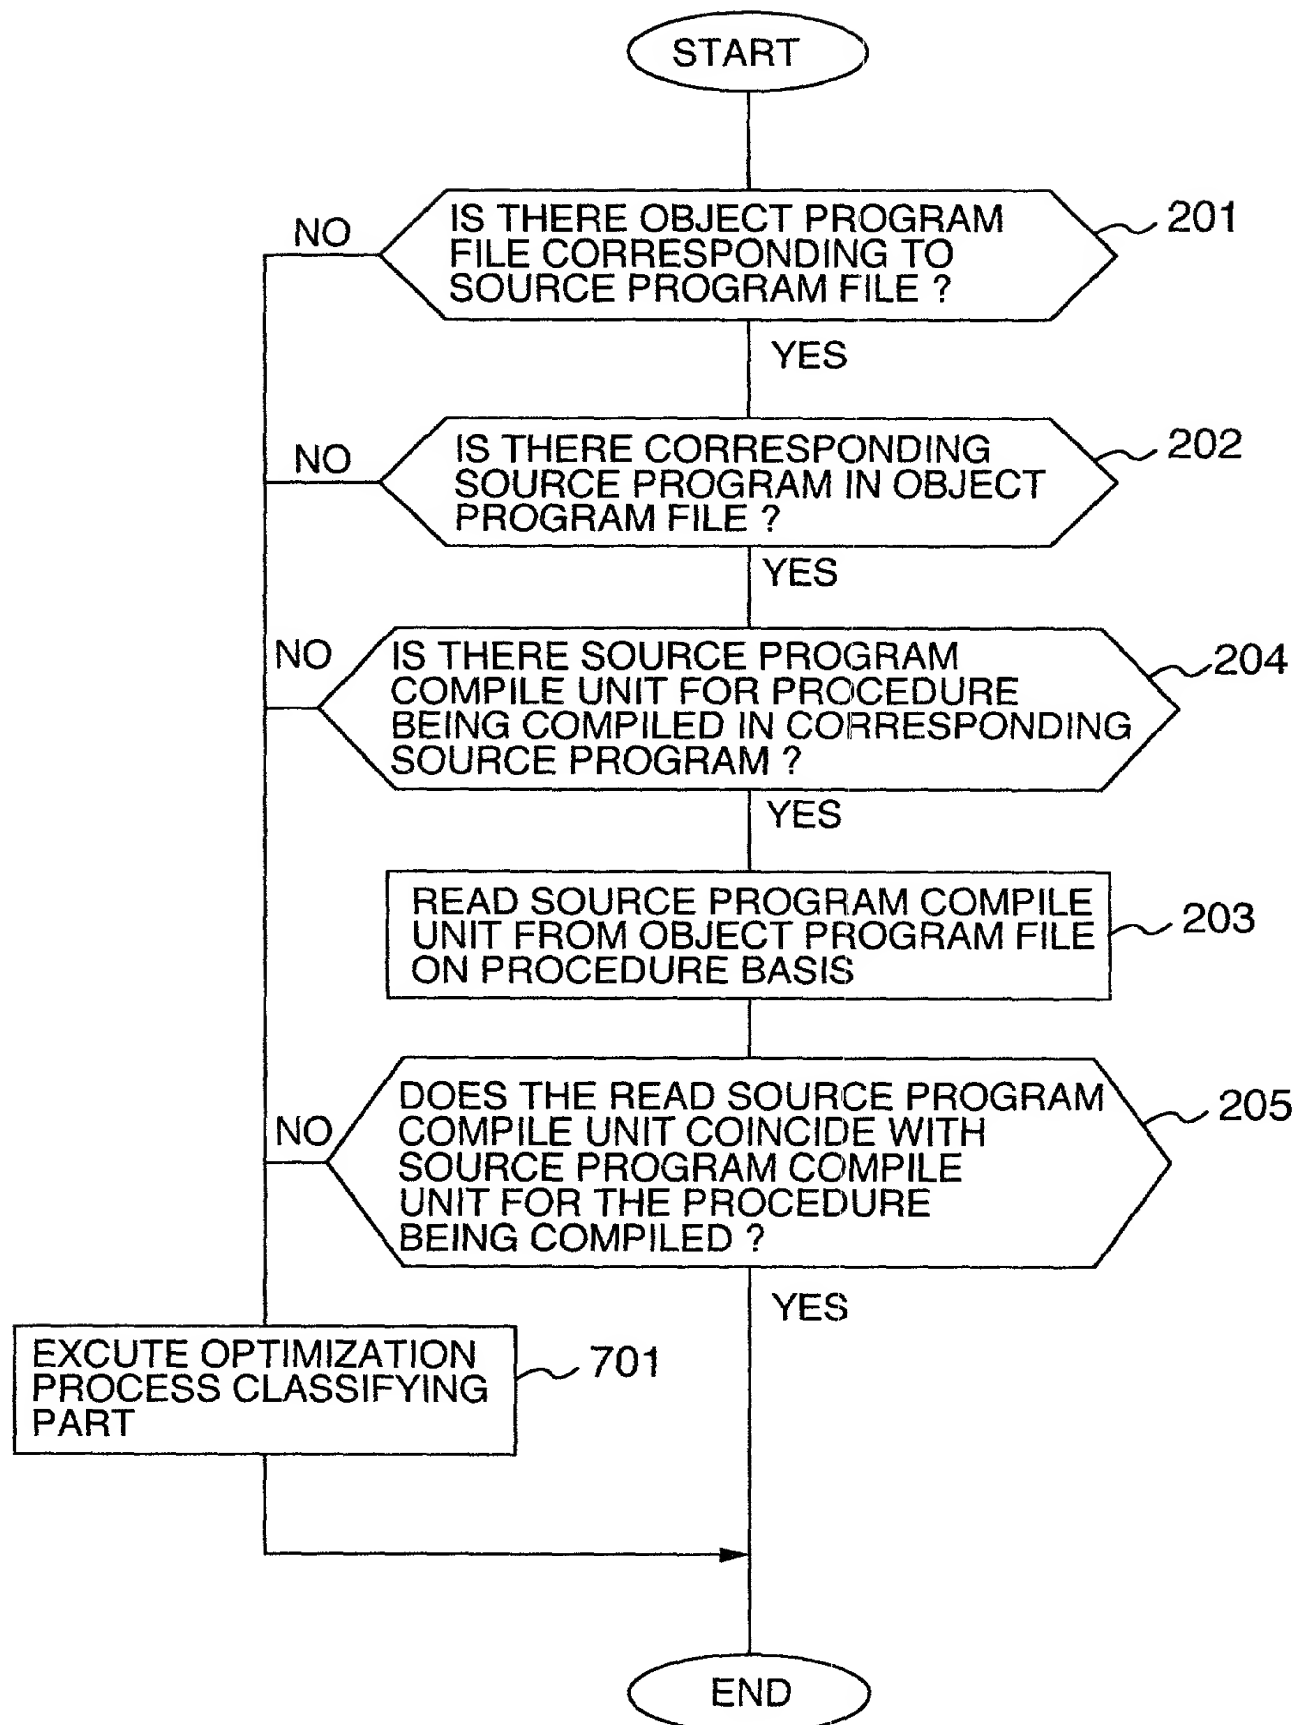 START
NO
IS THERE OBJECT PROGRAM
FILE CORRESPONDING TO
SOURCE PROGRAM FILE ?
201
YES
NO
IS THERE CORRESPONDING
SOURCE PROGRAM IN OBJECT
PROGRAM FILE ?
202
YES
NO
IS THERE SOURCE PROGRAM
COMPILE UNIT FOR PROCEDURE
BEING COMPILED IN CORRESPONDING
SOURCE PROGRAM ?
204
YES
READ SOURCE PROGRAM COMPILE
UNIT FROM OBJECT PROGRAM FILE
ON PROCEDURE BASIS
203
NO
DOES THE READ SOURCE PROGRAM
COMPILE UNIT COINCIDE WITH
SOURCE PROGRAM COMPILE
UNIT FOR THE PROCEDURE
BEING COMPILED ?
205
YES
EXCUTE OPTIMIZATION
PROCESS CLASSIFYING
PART
701
END